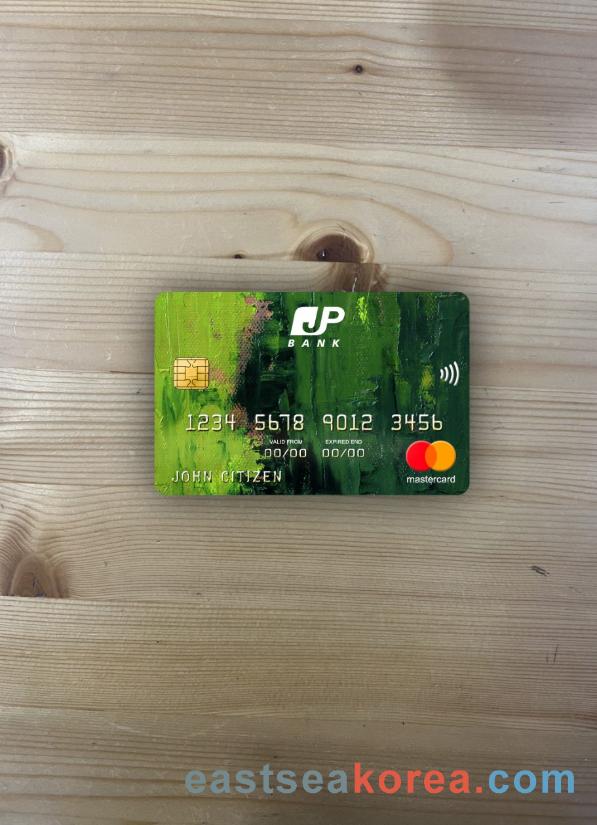 JP
BANK
1234 5678 9012 3456
VALID FROM EXPIRED END
00/00 00/00
JOHN CITIZEN
mastercard
eastseakorea.com